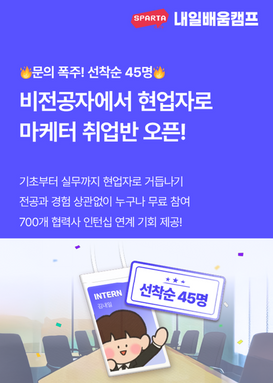 SPARTA 내일배움캠프
🔥문의 폭주! 선착순 45명🔥
비전공자에서 현업자로
마케터 취업반 오픈!
기초부터 실무까지 현업자로 거듭나기
전공과 경험 상관없이 누구나 무료 참여
700개 협력사 인턴십 연계 기회 제공!
INTERN
김내일
선착순 45명